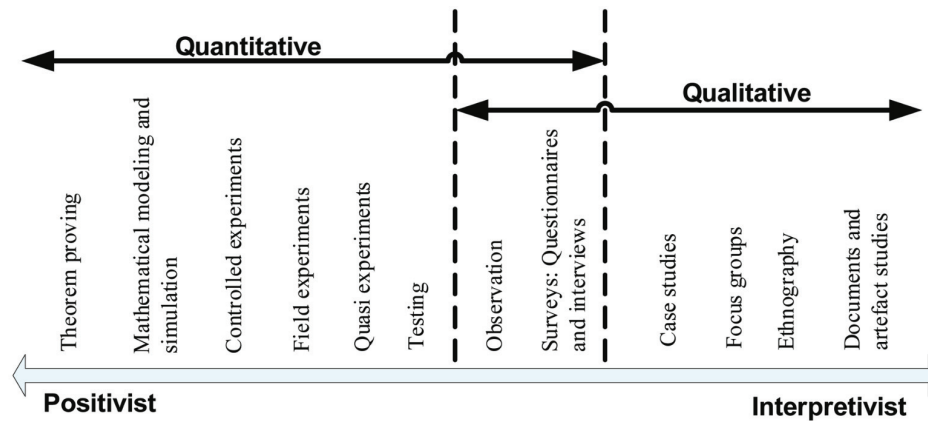 Quantitative
Qualitative
Theorem proving
Mathematical modeling and
simulation
Controlled experiments
Field experiments
Quasi experiments
Testing
Observation
Surveys: Questionnaires
and interviews
Case studies
Focus groups
Ethnography
Documents and
artefact studies
Positivist
Interpretivist